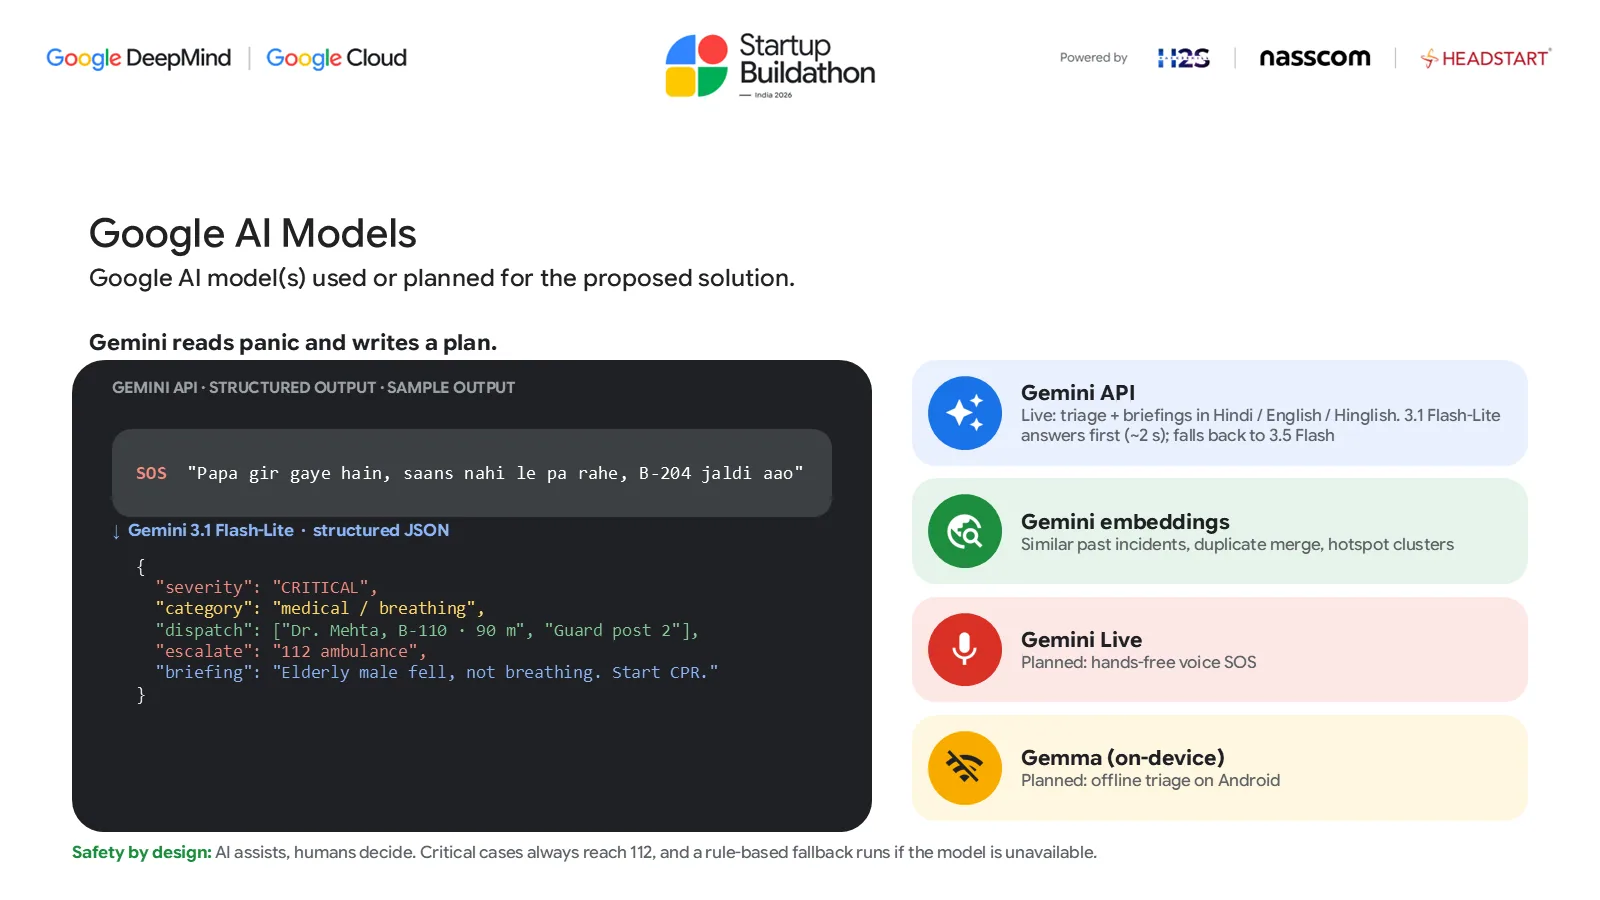 Google DeepMind | Google Cloud
Startup
Buildathon
— India 2026
Powered by
H2S
nasscom
HEADSTART
Google AI Models
Google AI model(s) used or planned for the proposed solution.
Gemini reads panic and writes a plan.
GEMINI API · STRUCTURED OUTPUT · SAMPLE OUTPUT
SOS "Papa gir gaye hain, saans nahi le pa rahe, B-204 jaldi aao"
↓ Gemini 3.1 Flash-Lite · structured JSON
{
"severity": "CRITICAL",
"category": "medical / breathing",
"dispatch": ["Dr. Mehta, B-110 · 90 m", "Guard post 2"],
"escalate": "112 ambulance",
"briefing": "Elderly male fell, not breathing. Start CPR."
}
Gemini API
Live: triage + briefings in Hindi / English / Hinglish. 3.1 Flash-Lite
answers first (~2 s); falls back to 3.5 Flash
Gemini embeddings
Similar past incidents, duplicate merge, hotspot clusters
Gemini Live
Planned: hands-free voice SOS
Gemma (on-device)
Planned: offline triage on Android
Safety by design: AI assists, humans decide. Critical cases always reach 112, and a rule-based fallback runs if the model is unavailable.